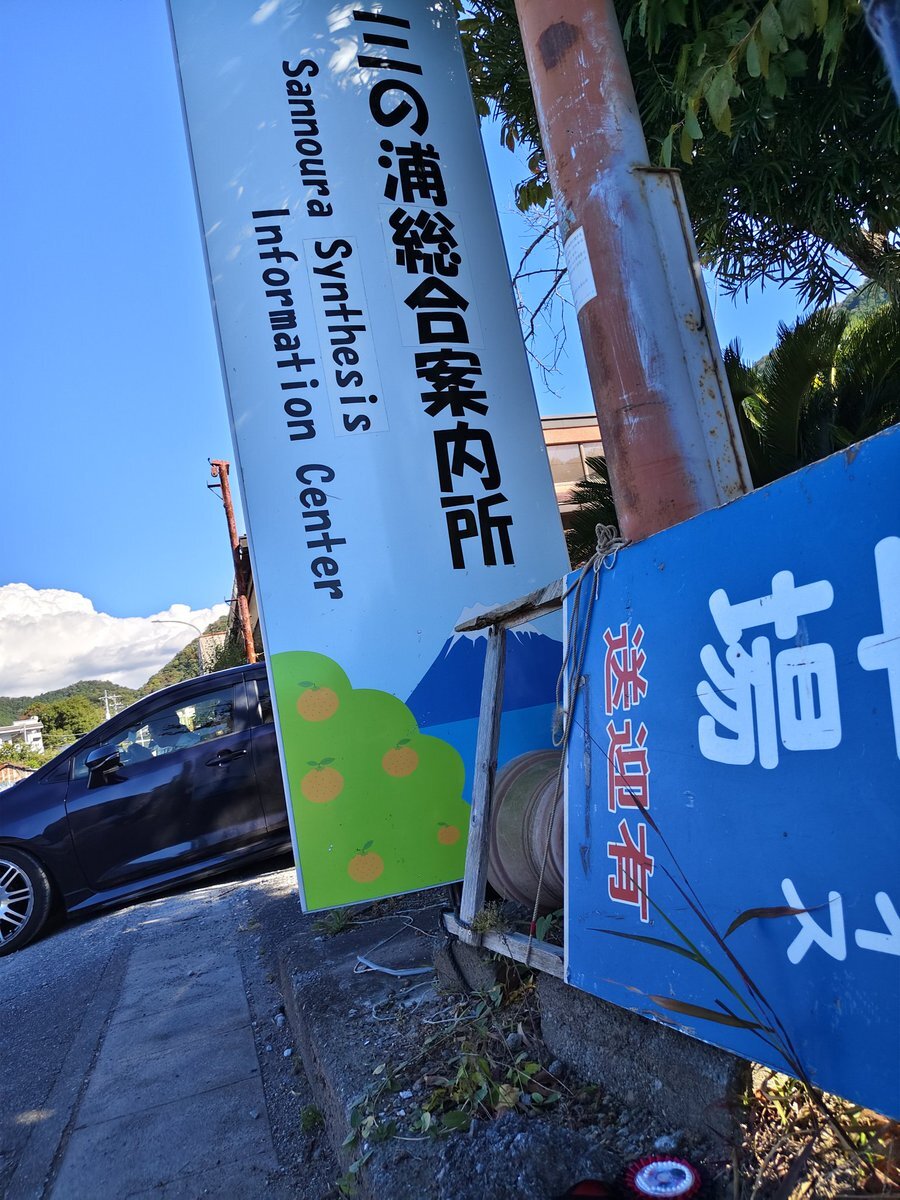 三の浦総合案内所
Sannoura Synthesis
Information Center
場
送迎有
ス